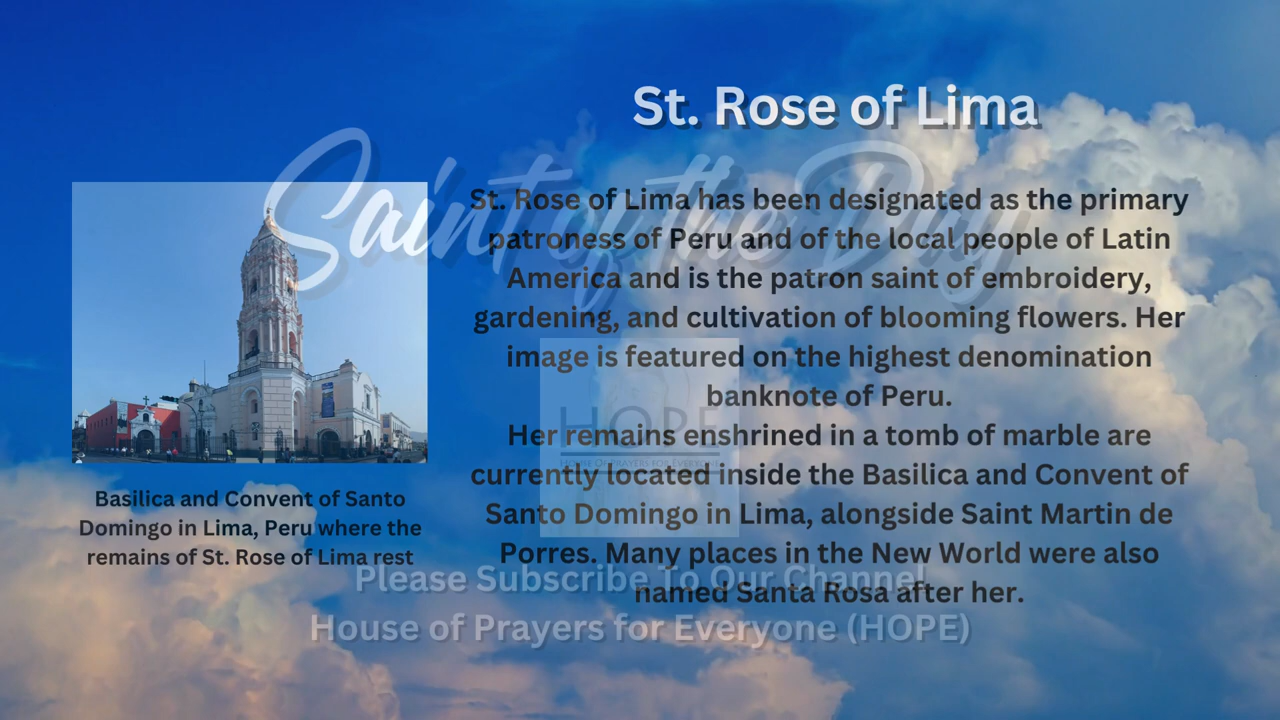 St. Rose of Lima
Saint of the Day
St. Rose of Lima has been designated as the primary
patroness of Peru and of the local people of Latin
America and is the patron saint of embroidery,
gardening, and cultivation of blooming flowers. Her
image is featured on the highest denomination
banknote of Peru.
Her remains enshrined in a tomb of marble are
currently located inside the Basilica and Convent of
Santo Domingo in Lima, alongside Saint Martin de
Porres. Many places in the New World were also
named Santa Rosa after her.
Basilica and Convent of Santo
Domingo in Lima, Peru where the
remains of St. Rose of Lima rest
HOPE
Home Of Prayers for Everyone
Please Subscribe To Our Channel
House of Prayers for Everyone (HOPE)